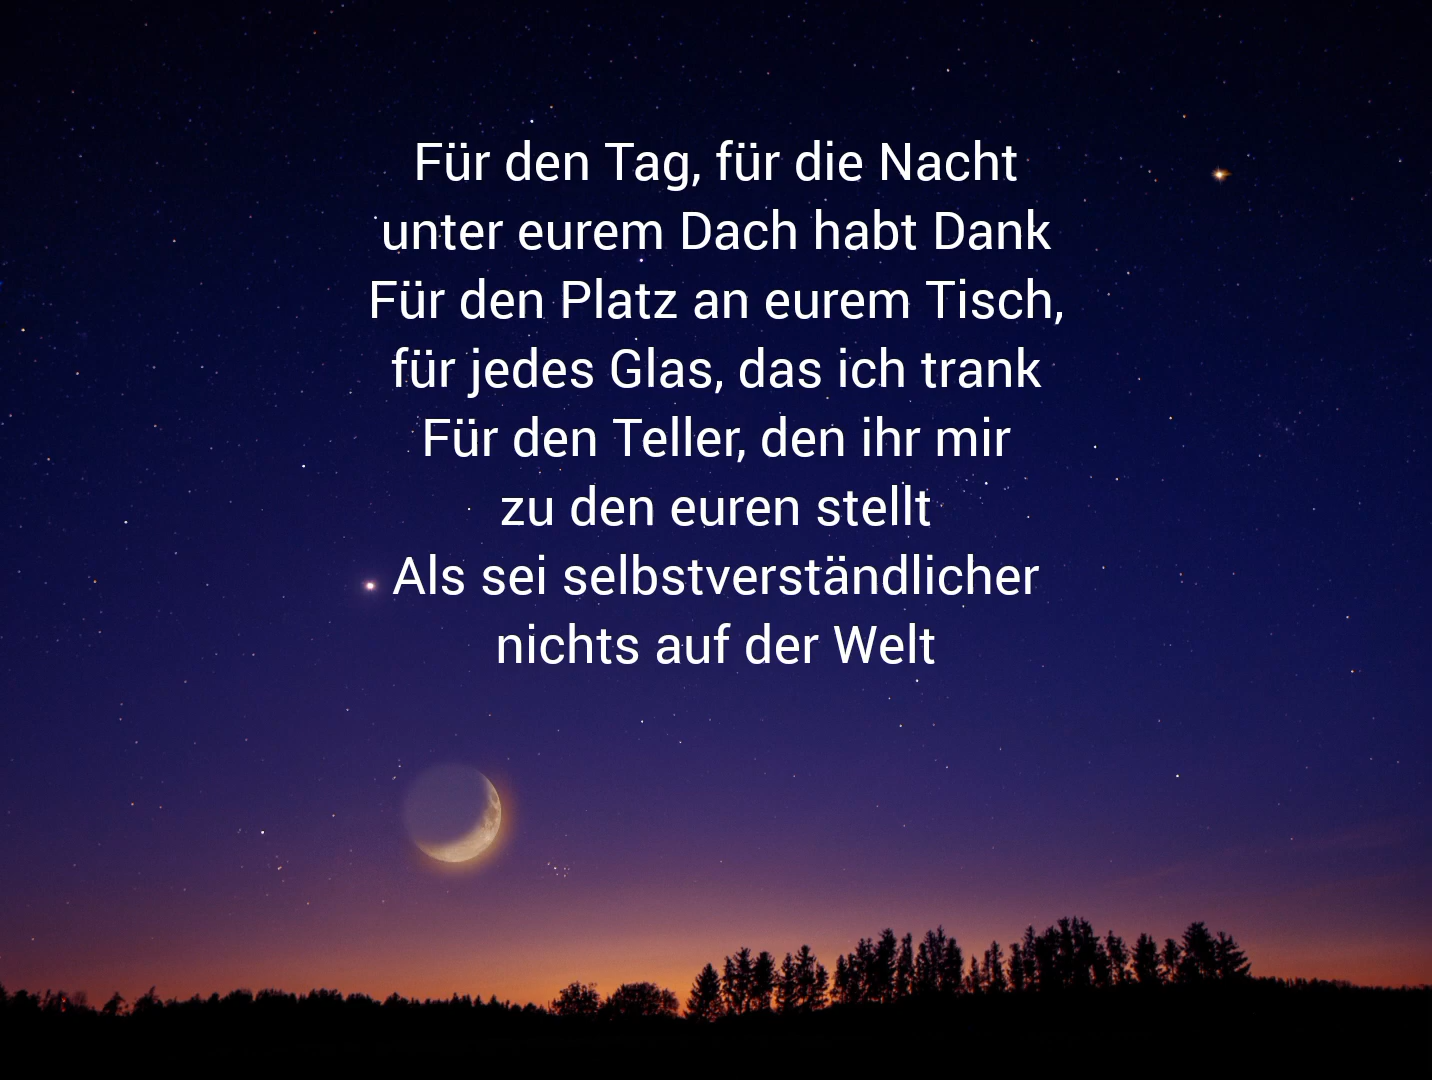 Für den Tag, für die Nacht
unter eurem Dach habt Dank
Für den Platz an eurem Tisch,
für jedes Glas, das ich trank
Für den Teller, den ihr mir
zu den euren stellt
Als sei selbstverständlicher
nichts auf der Welt